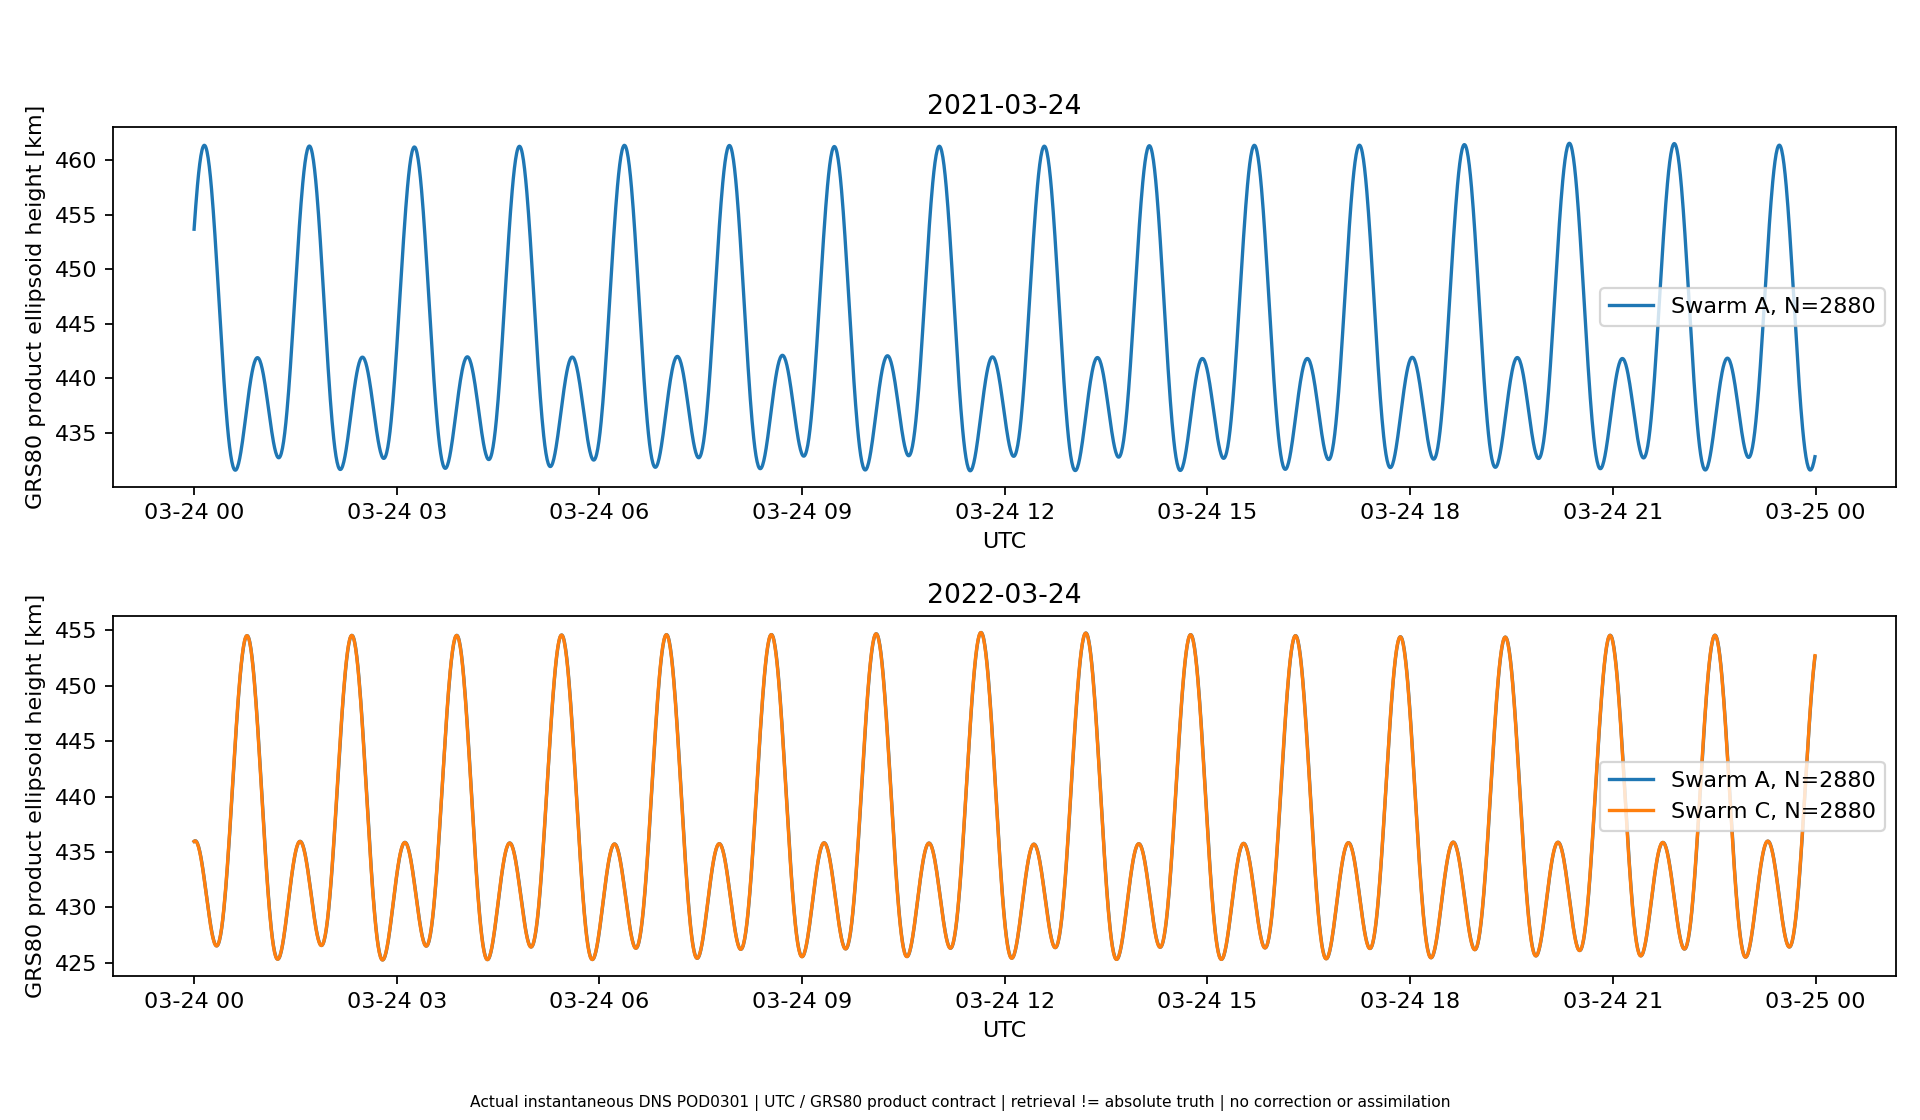 2021-03-24
GRS80 product ellipsoid height [km]
460
455
450
445
440
435
Swarm A, N=2880
03-24 00 03-24 03 03-24 06 03-24 09 03-24 12 03-24 15 03-24 18 03-24 21 03-25 00
UTC
2022-03-24
GRS80 product ellipsoid height [km]
455
450
445
440
435
430
425
Swarm A, N=2880
Swarm C, N=2880
03-24 00 03-24 03 03-24 06 03-24 09 03-24 12 03-24 15 03-24 18 03-24 21 03-25 00
UTC
Actual instantaneous DNS POD0301 | UTC / GRS80 product contract | retrieval != absolute truth | no correction or assimilation